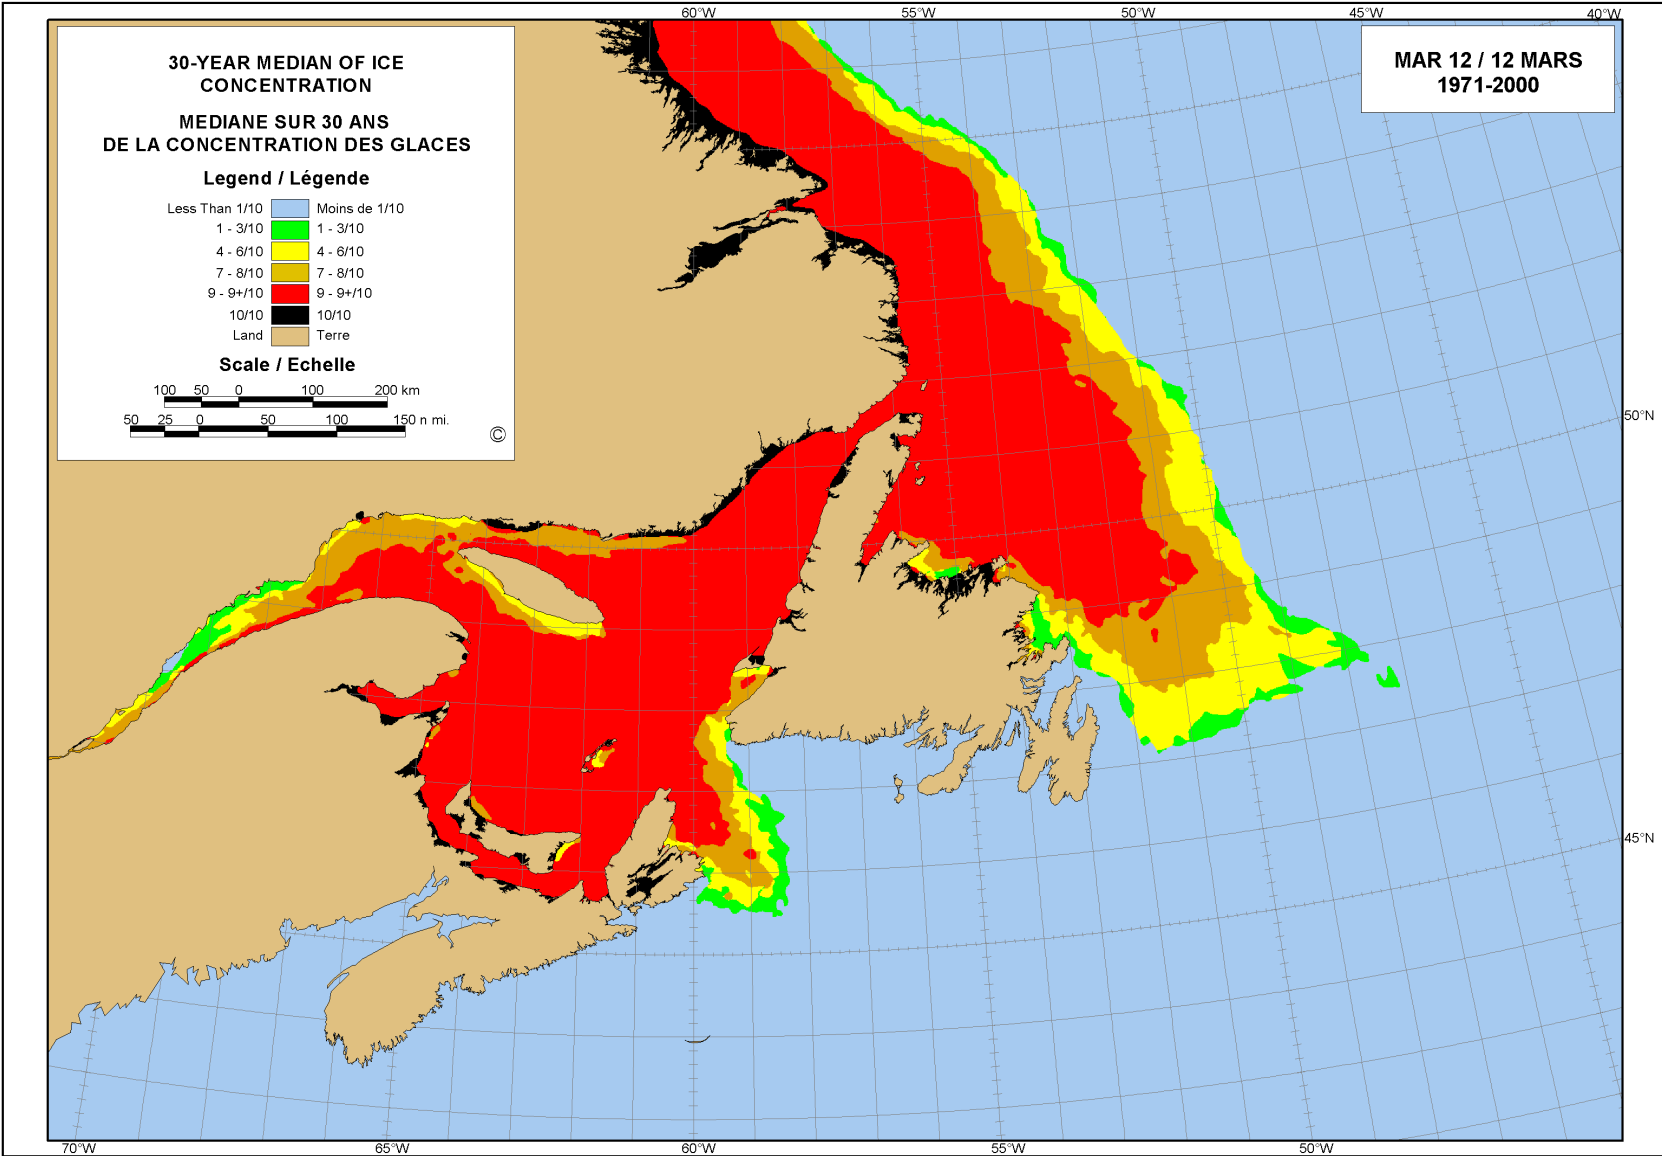 60°W 55°W 50°W 45°W 40°W
30-YEAR MEDIAN OF ICE
CONCENTRATION
MEDIANE SUR 30 ANS
DE LA CONCENTRATION DES GLACES
Legend / Légende
Less Than 1/10 Moins de 1/10
1 - 3/10 1 - 3/10
4 - 6/10 4 - 6/10
7 - 8/10 7 - 8/10
9 - 9+/10 9 - 9+/10
10/10 10/10
Land Terre
Scale / Echelle
100 50 0 100 200 km
50 25 0 50 100 150 n mi.
©
MAR 12 / 12 MARS
1971-2000
50°N
45°N
70°W 65°W 60°W 55°W 50°W